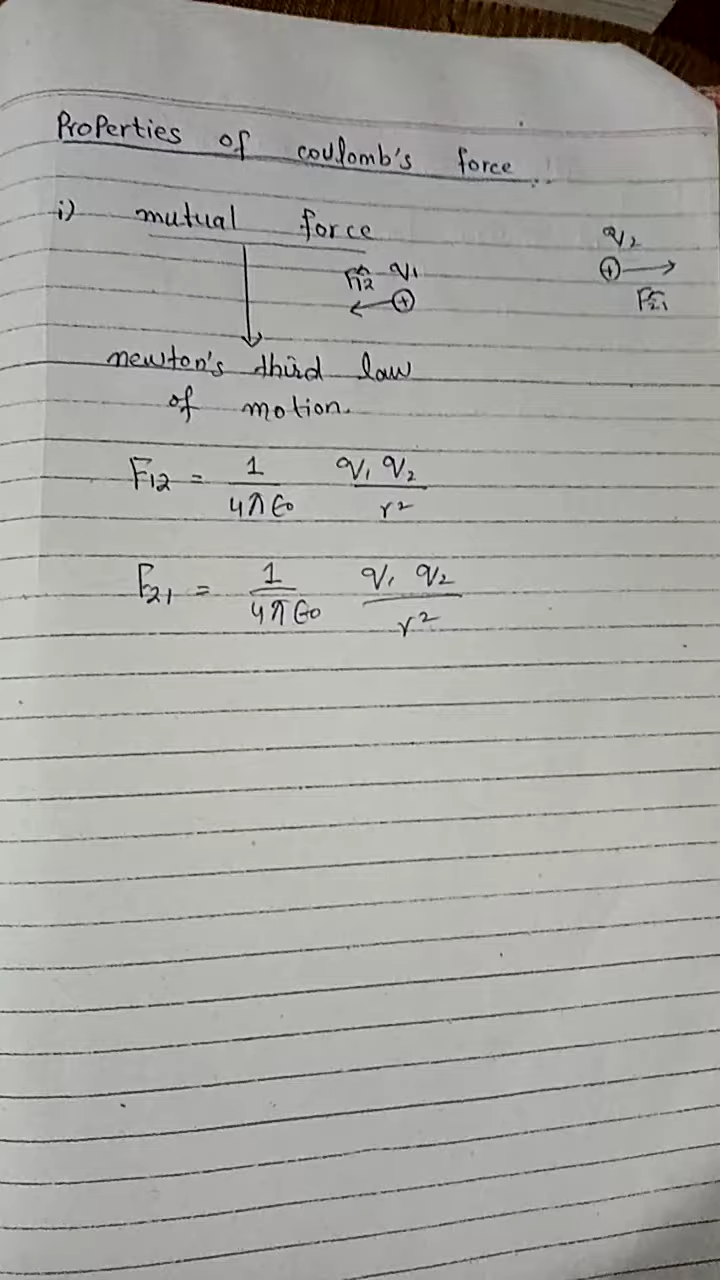 Properties of coulomb's force
i) mutual force
q2
F12 q1
F21
newton's third law
of motion.
F12 = 1/4πϵ0 q1 q2/r²
F21 = 1/4πϵ0 q1 q2/r²